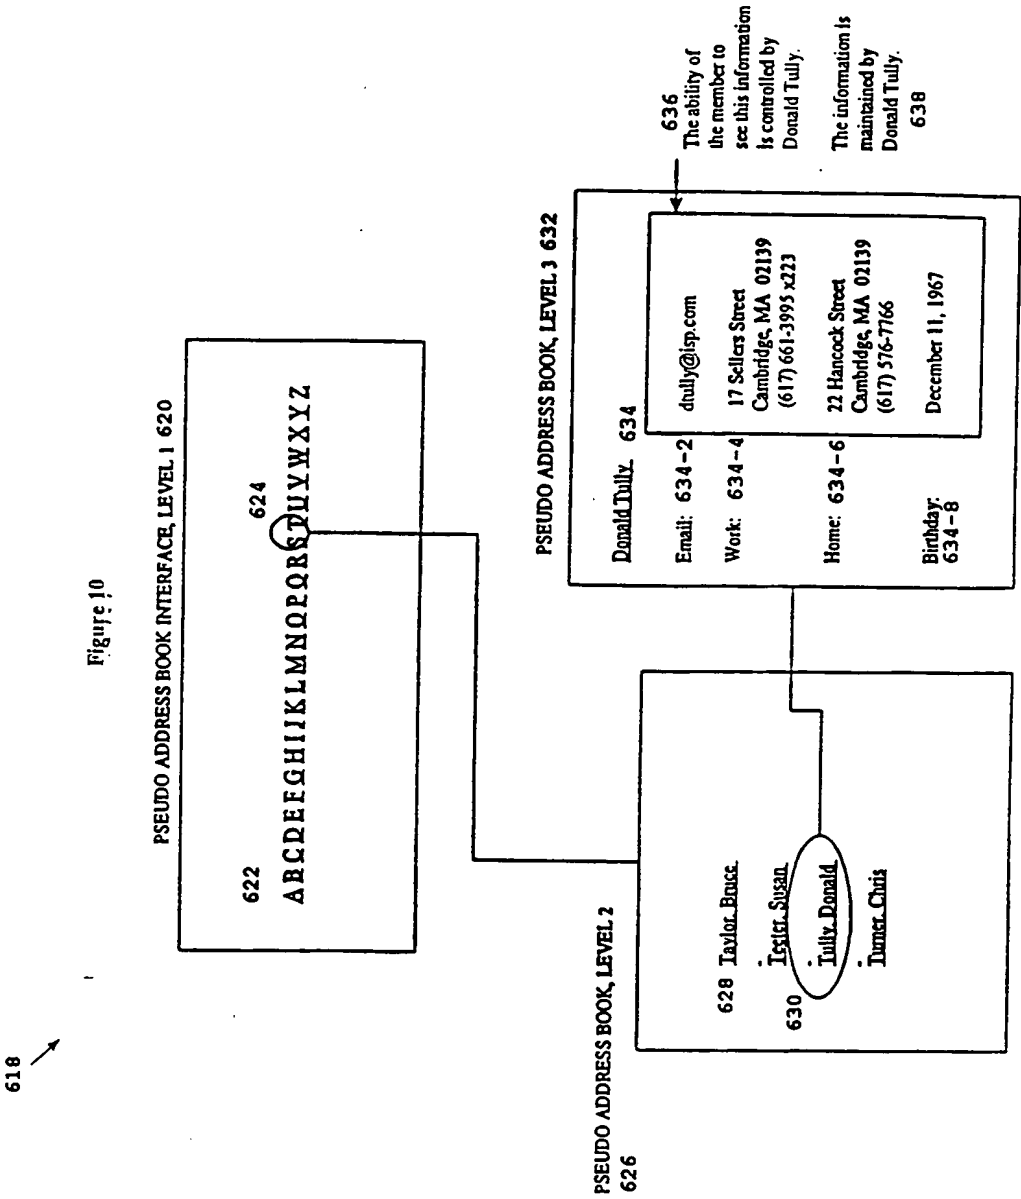 618
Figure 10
PSEUDO ADDRESS BOOK INTERFACE, LEVEL 1 620
622
624
A B C D E F G H I J K L M N O P Q R S T U V W X Y Z
PSEUDO ADDRESS BOOK, LEVEL 2
626
628 Taylor, Bruce
Teeter, Susan
630
Tully, Donald
Turner, Chris
PSEUDO ADDRESS BOOK, LEVEL 3 632
Donald Tully 634
Email: 634-2 dtully@isp.com
Work: 634-4 17 Sellers Street
Cambridge, MA 02139
(617) 661-3995 x223
Home: 634-6 22 Hancock Street
Cambridge, MA 02139
(617) 576-7766
Birthday: December 11, 1967
634-8
636
The ability of
the member to
see this information
is controlled by
Donald Tully.
The information is
maintained by
Donald Tully.
638